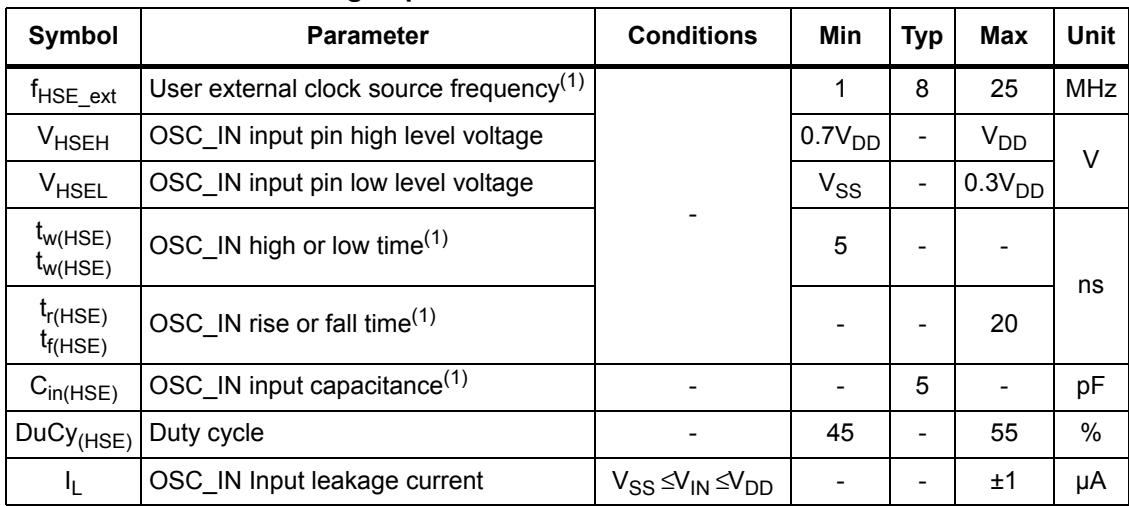 Symbol Parameter Conditions Min Typ Max Unit
fHSE_ext User external clock source frequency(1) 1 8 25 MHz
VHSEH OSC_IN input pin high level voltage 0.7VDD - VDD
V
VHSEL OSC_IN input pin low level voltage VSS - 0.3VDD
-
tw(HSE)
tw(HSE)
OSC_IN high or low time(1) 5 - -
ns
tr(HSE)
tf(HSE)
OSC_IN rise or fall time(1) - - 20
Cin(HSE) OSC_IN input capacitance(1) - - 5 - pF
DuCy(HSE) Duty cycle - 45 - 55 %
IL OSC_IN Input leakage current VSS ≤VIN ≤VDD - - ±1 µA